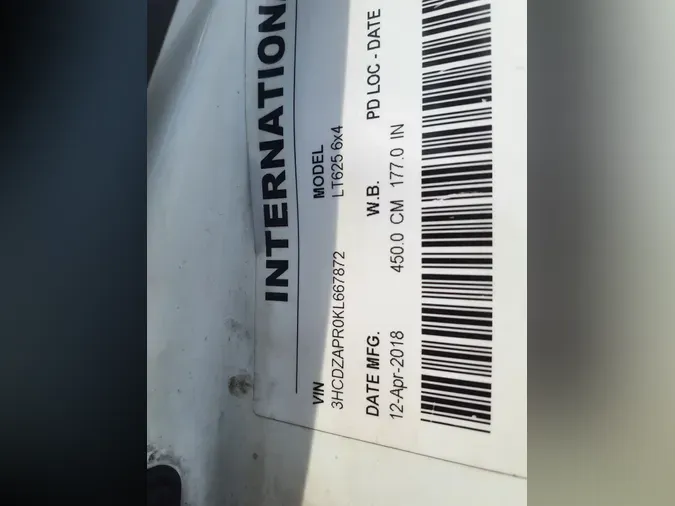 INTERNATIONA
VIN MODEL
3HCDZAPR0KL667872 LT625 6x4
DATE MFG. W.B. PD LOC - DATE
12-Apr-2018 450.0 CM 177.0 IN